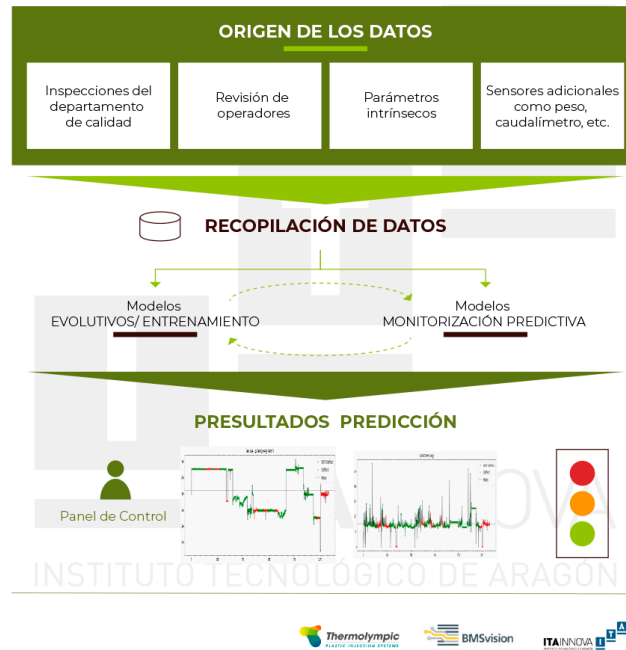 ORIGEN DE LOS DATOS
Inspecciones del
departamento
de calidad
Revisión de
operadores
Parámetros
intrínsecos
Sensores adicionales
como peso,
caudalímetro, etc.
RECOPILACIÓN DE DATOS
Modelos
EVOLUTIVOS/ ENTRENAMIENTO
Modelos
MONITORIZACIÓN PREDICTIVA
PRESULTADOS PREDICCIÓN
Panel de Control
INSTITUTO TECNOLÓGICO DE ARAGÓN
Thermolympic
PLASTIC INJECTION SYSTEMS
BMSvision
ITAINNOVA
ITA